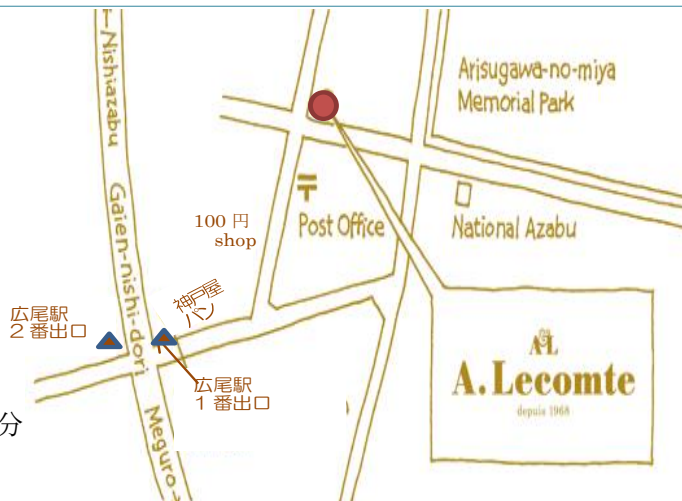 ←Nishiazabu
Gaien-nishi-dori
Meguro→
Arisugawa-no-miya
Memorial Park
〒
Post Office
National Azabu
100 円
shop
神戸屋
パン
広尾駅
2 番出口
広尾駅
1 番出口
分
AL
A. Lecomte
depuis 1968